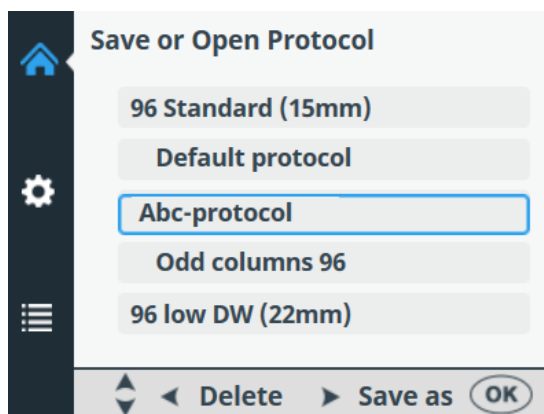 Save or Open Protocol
96 Standard (15mm)
Default protocol
Abc-protocol
Odd columns 96
96 low DW (22mm)
Delete Save as OK